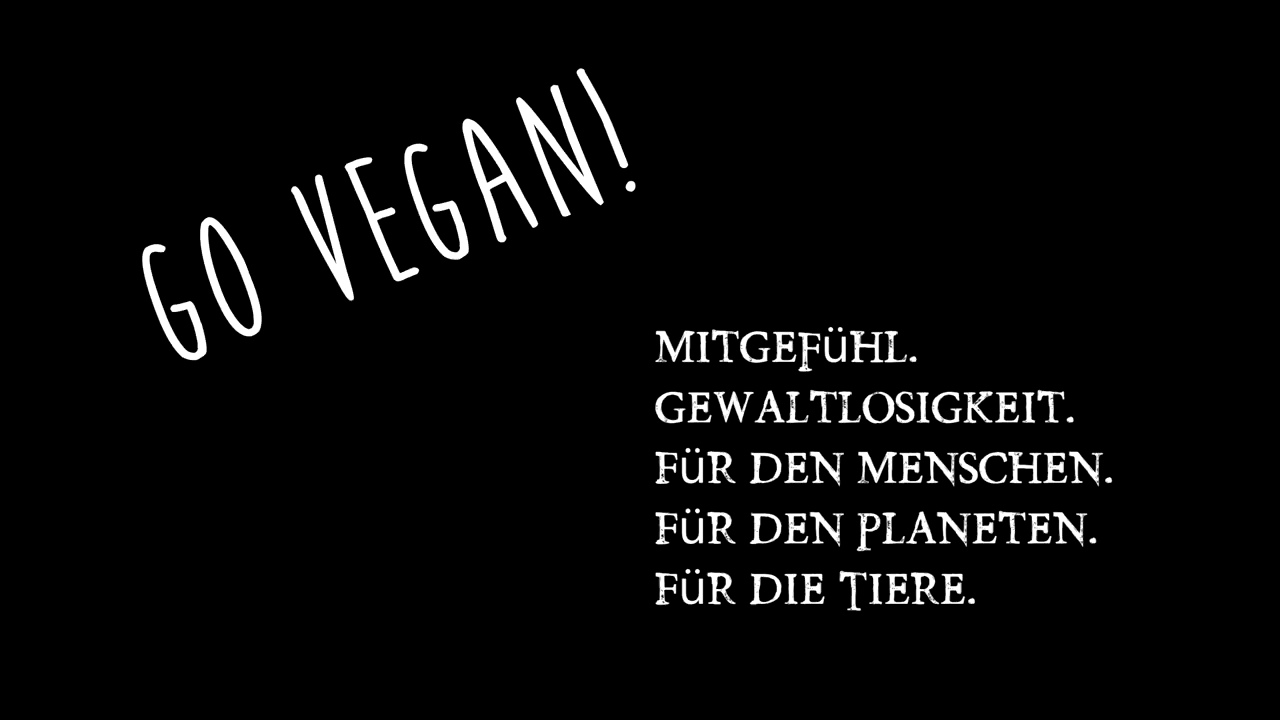 GO VEGAN!
MITGEFÜHL.
GEWALTLOSIGKEIT.
FÜR DEN MENSCHEN.
FÜR DEN PLANETEN.
FÜR DIE TIERE.